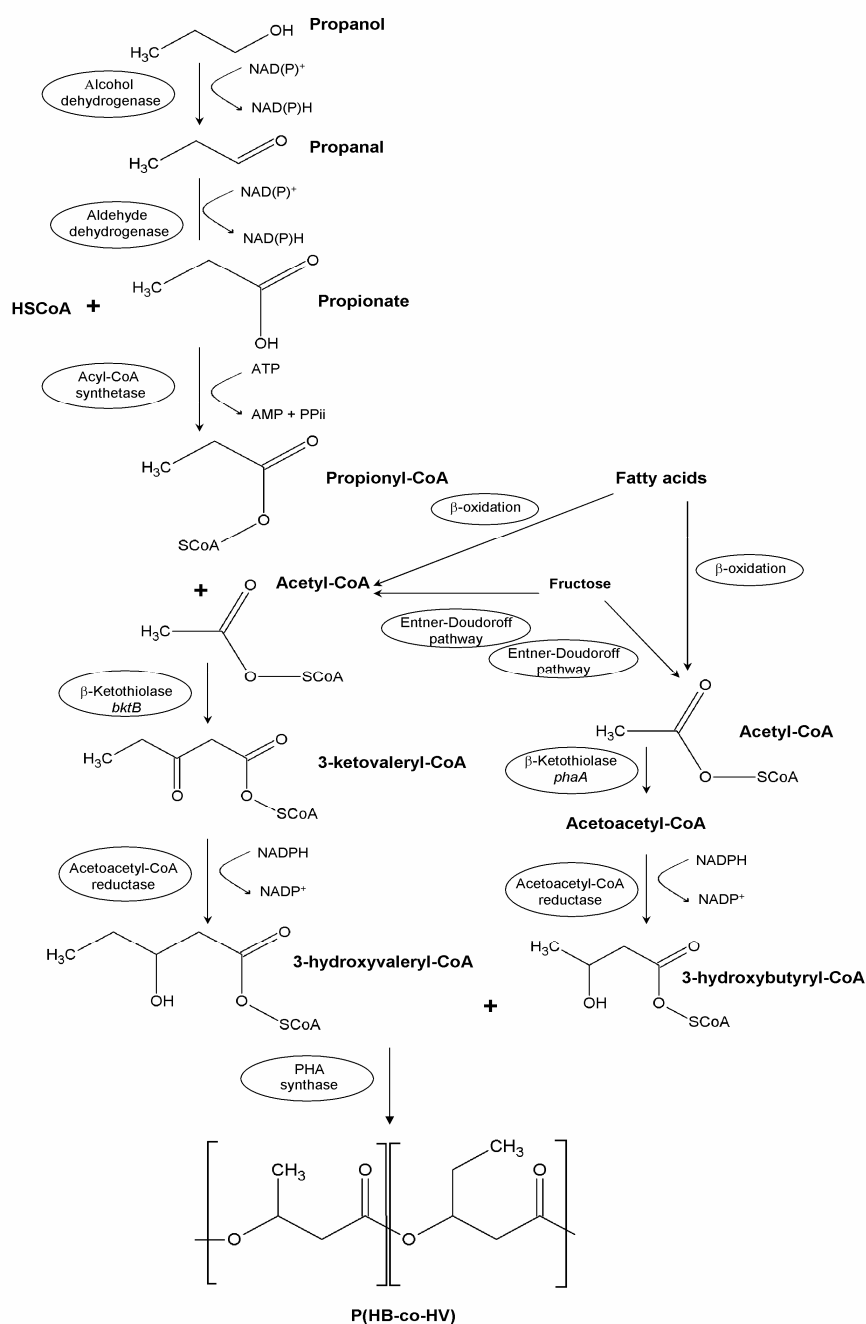 OH
Propanol
H₃C
Alcohol
dehydrogenase
NAD(P)⁺
NAD(P)H
O
Propanal
H₃C
Aldehyde
dehydrogenase
NAD(P)⁺
NAD(P)H
O
H₃C
HSCoA +
Propionate
OH
Acyl-CoA
synthetase
ATP
AMP + PPii
O
H₃C
Propionyl-CoA
O
SCoA
Fatty acids
β-oxidation
β-oxidation
+
O
Acetyl-CoA
Fructose
H₃C
O
SCoA
Entner-Doudoroff
pathway
Entner-Doudoroff
pathway
β-Ketothiolase
bktB
O
H₃C
Acetyl-CoA
O
SCoA
H₃C
O
3-ketovaleryl-CoA
O
O
SCoA
β-Ketothiolase
phaA
Acetoacetyl-CoA
Acetoacetyl-CoA
reductase
NADPH
NADP⁺
Acetoacetyl-CoA
reductase
NADPH
NADP⁺
H₃C
O
3-hydroxyvaleryl-CoA
OH
O
SCoA
+
H₃C
O
3-hydroxybutyryl-CoA
OH
O
SCoA
PHA
synthase
CH₃
O
O
CH₃
O
O
P(HB-co-HV)